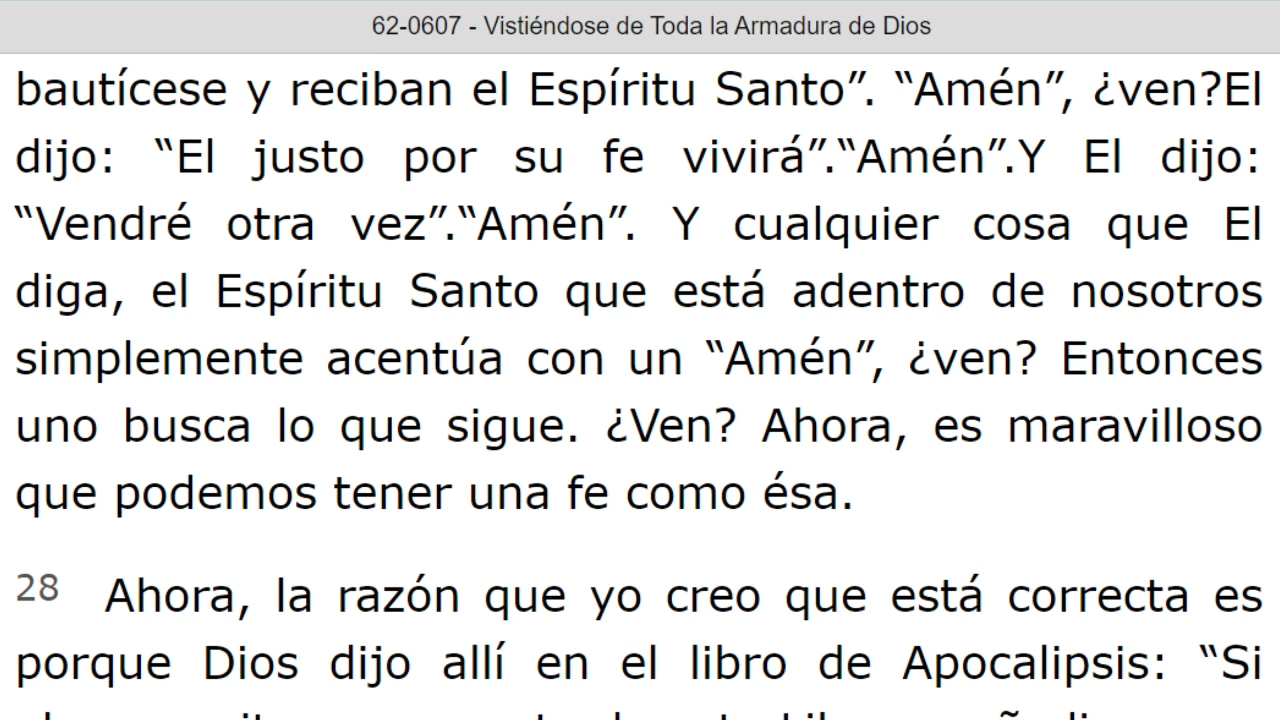 62-0607 - Vistiéndose de Toda la Armadura de Dios
bautícese y reciban el Espíritu Santo”. “Amén”, ¿ven?El
dijo: “El justo por su fe vivirá”.“Amén”.Y El dijo:
“Vendré otra vez”.“Amén”. Y cualquier cosa que El
diga, el Espíritu Santo que está adentro de nosotros
simplemente acentúa con un “Amén”, ¿ven? Entonces
uno busca lo que sigue. ¿Ven? Ahora, es maravilloso
que podemos tener una fe como ésa.
28 Ahora, la razón que yo creo que está correcta es
porque Dios dijo allí en el libro de Apocalipsis: “Si